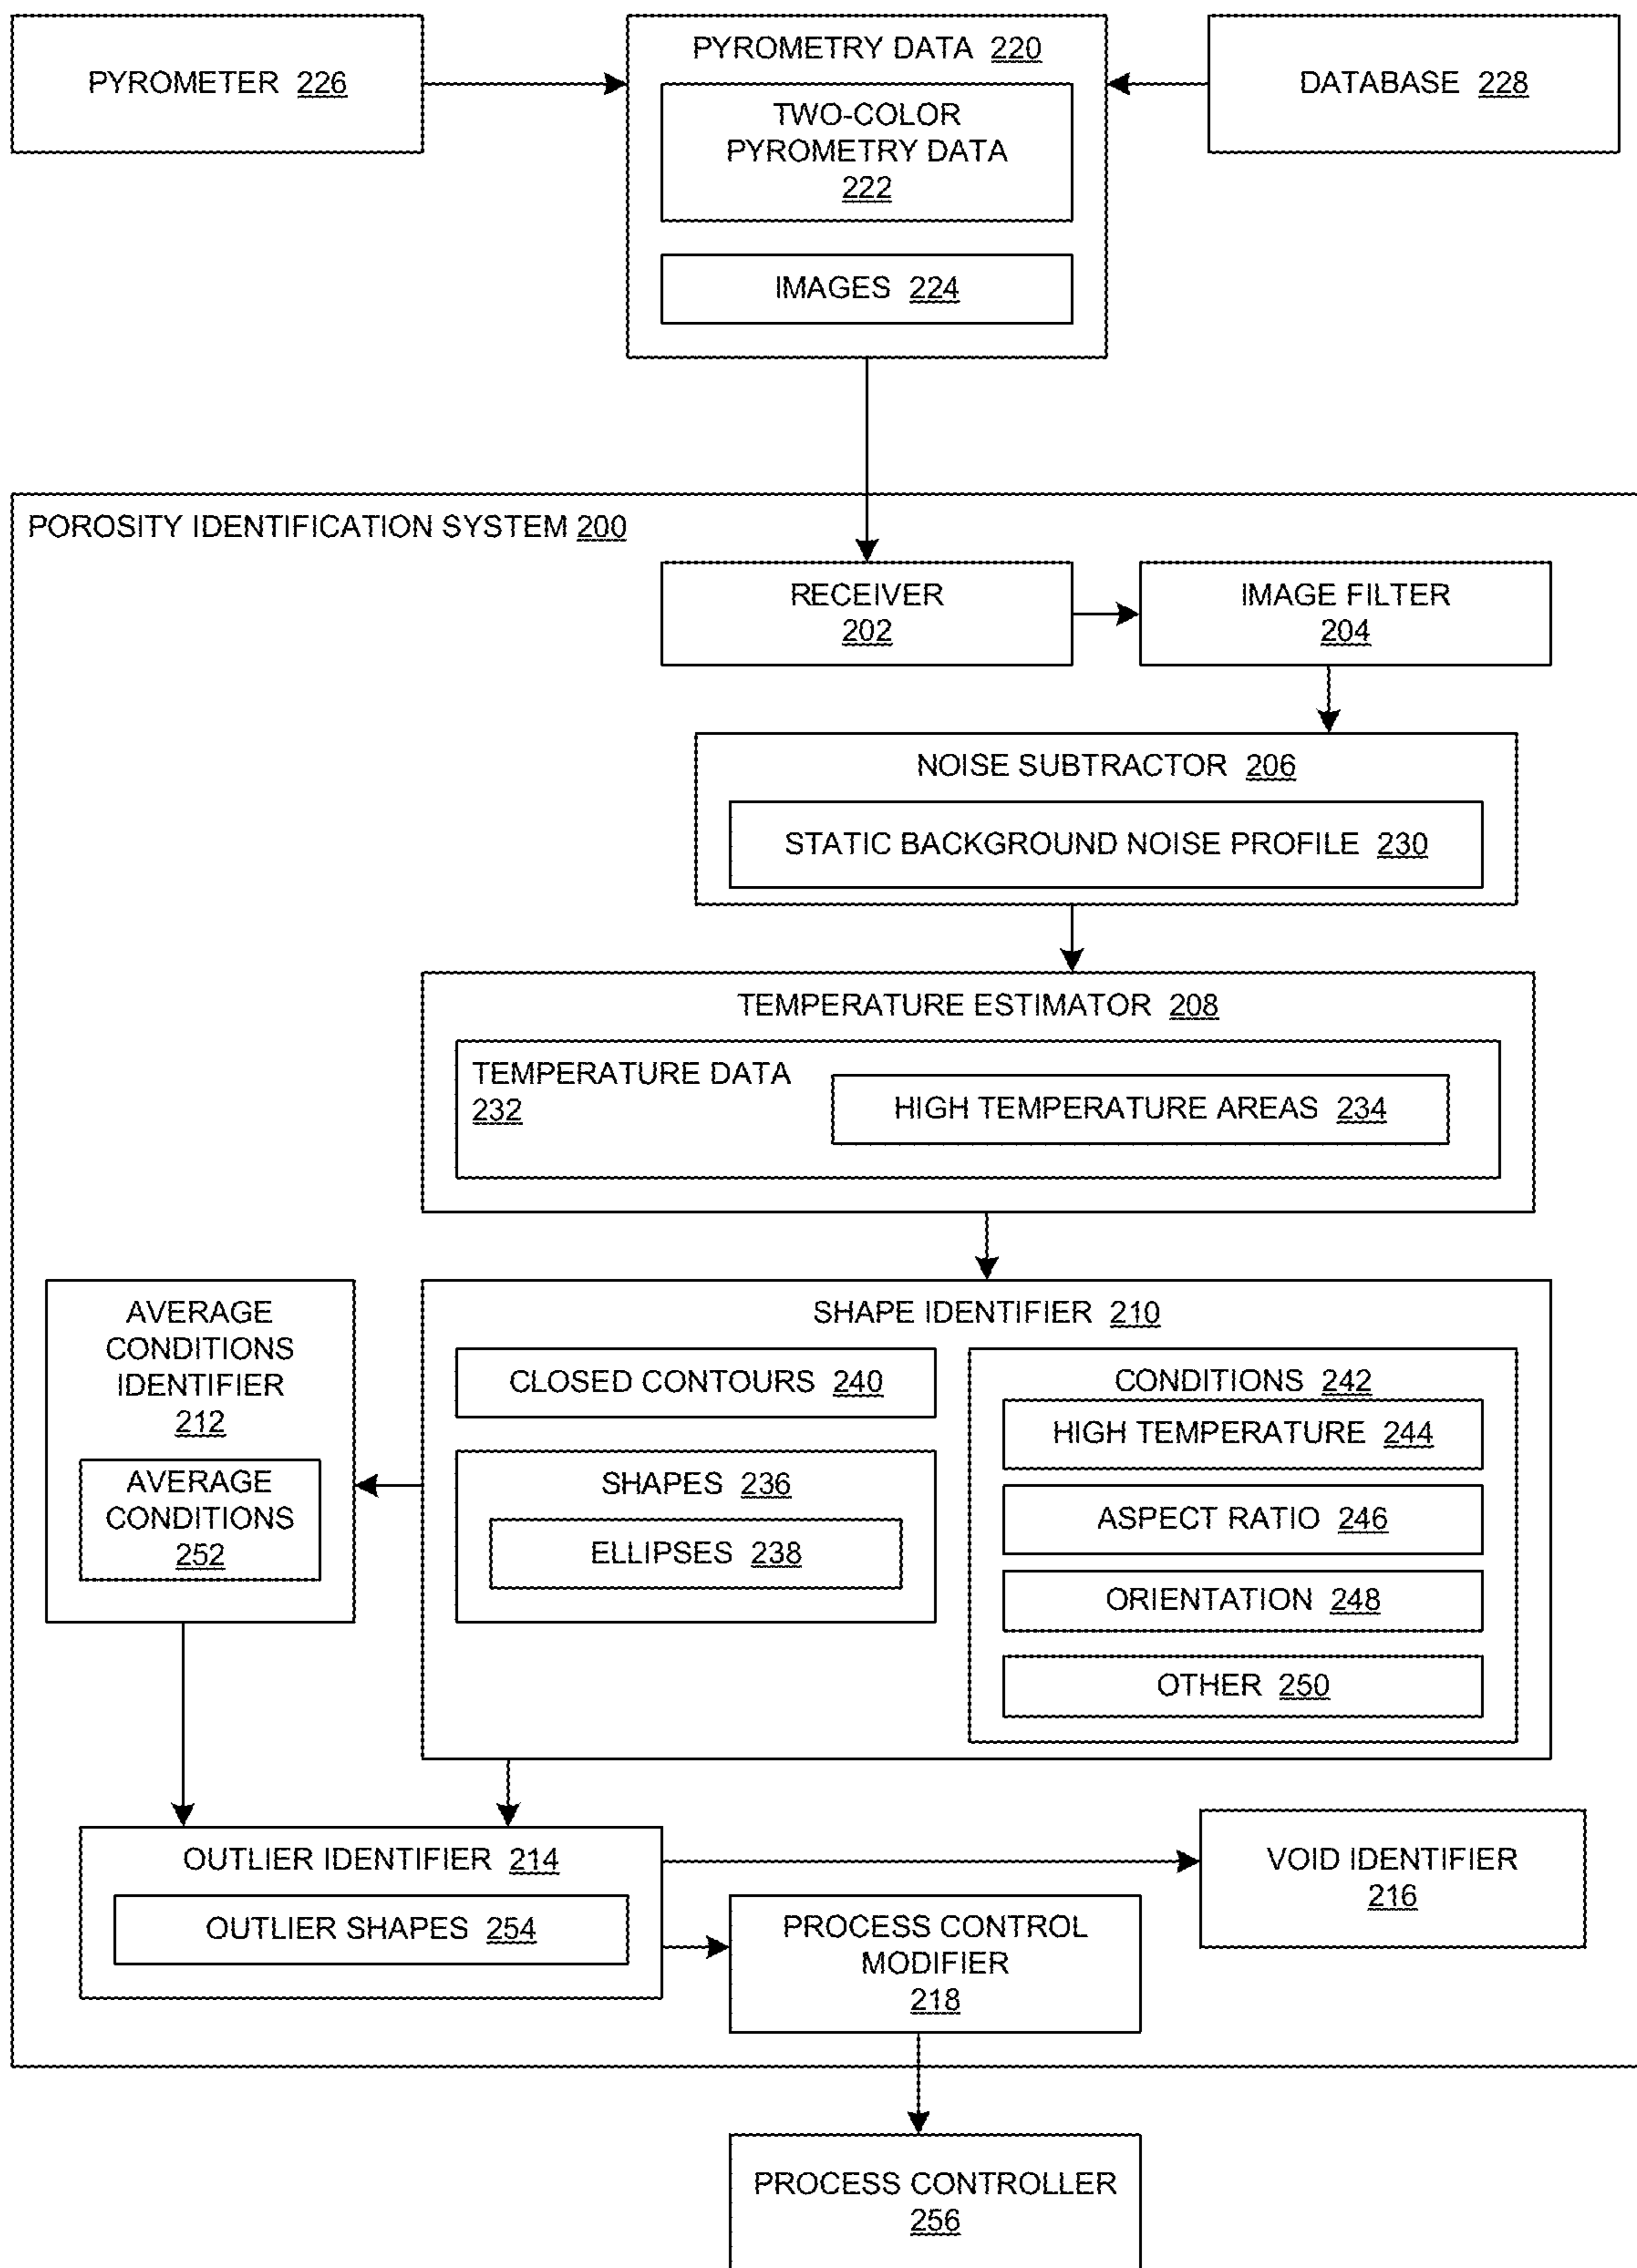 PYROMETER 226
PYROMETRY DATA 220
TWO-COLOR
PYROMETRY DATA
222
IMAGES 224
DATABASE 228
POROSITY IDENTIFICATION SYSTEM 200
RECEIVER
202
IMAGE FILTER
204
NOISE SUBTRACTOR 206
STATIC BACKGROUND NOISE PROFILE 230
TEMPERATURE ESTIMATOR 208
TEMPERATURE DATA
232
HIGH TEMPERATURE AREAS 234
AVERAGE
CONDITIONS
IDENTIFIER
212
AVERAGE
CONDITIONS
252
SHAPE IDENTIFIER 210
CLOSED CONTOURS 240
SHAPES 236
ELLIPSES 238
CONDITIONS 242
HIGH TEMPERATURE 244
ASPECT RATIO 246
ORIENTATION 248
OTHER 250
OUTLIER IDENTIFIER 214
OUTLIER SHAPES 254
VOID IDENTIFIER
216
PROCESS CONTROL
MODIFIER
218
PROCESS CONTROLLER
256